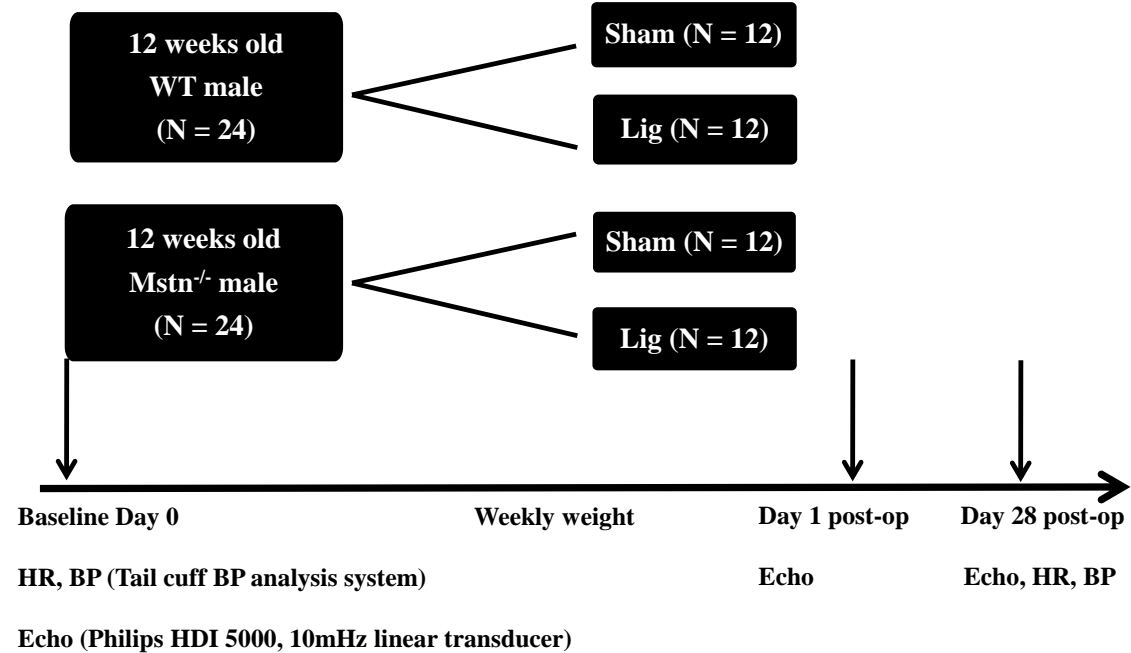 12 weeks old
WT male
(N = 24)
Sham (N = 12)
Lig (N = 12)
12 weeks old
Mstn-/- male
(N = 24)
Sham (N = 12)
Lig (N = 12)
Baseline Day 0
Weekly weight
Day 1 post-op
Day 28 post-op
HR, BP (Tail cuff BP analysis system)
Echo
Echo, HR, BP
Echo (Philips HDI 5000, 10mHz linear transducer)